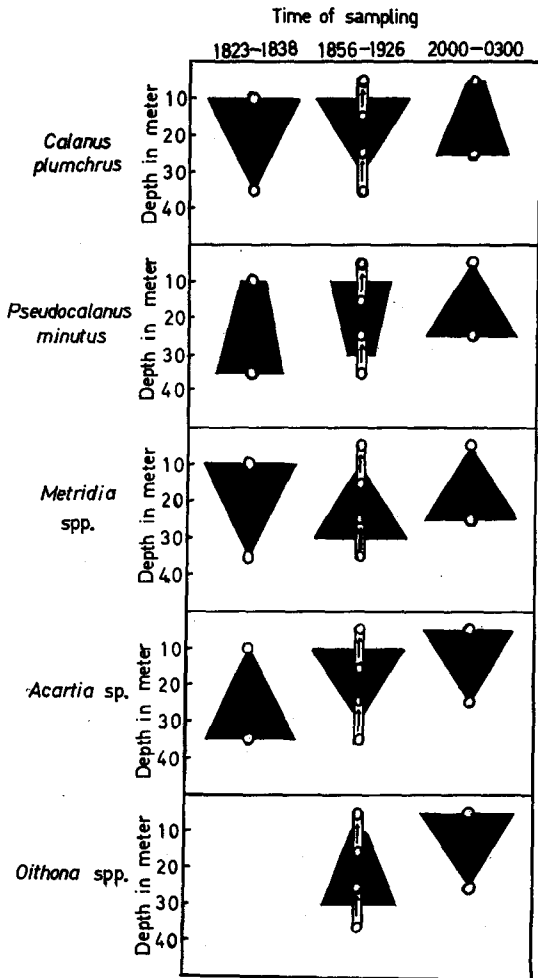 Time of sampling
1823-1838 1856-1926 2000-0300
Calanus
plumchrus
Depth in meter
10
20
30
40
Pseudocalanus
minutus
Depth in meter
10
20
30
40
Metridia
spp.
Depth in meter
10
20
30
40
Acartia sp.
Depth in meter
10
20
30
40
Oithona spp.
Depth in meter
10
20
30
40